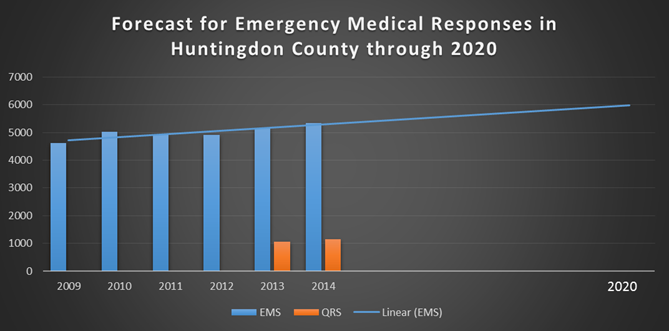 Forecast for Emergency Medical Responses in
Huntingdon County through 2020
7000
6000
5000
4000
3000
2000
1000
0
2009 2010 2011 2012 2013 2014 2020
EMS QRS Linear (EMS)